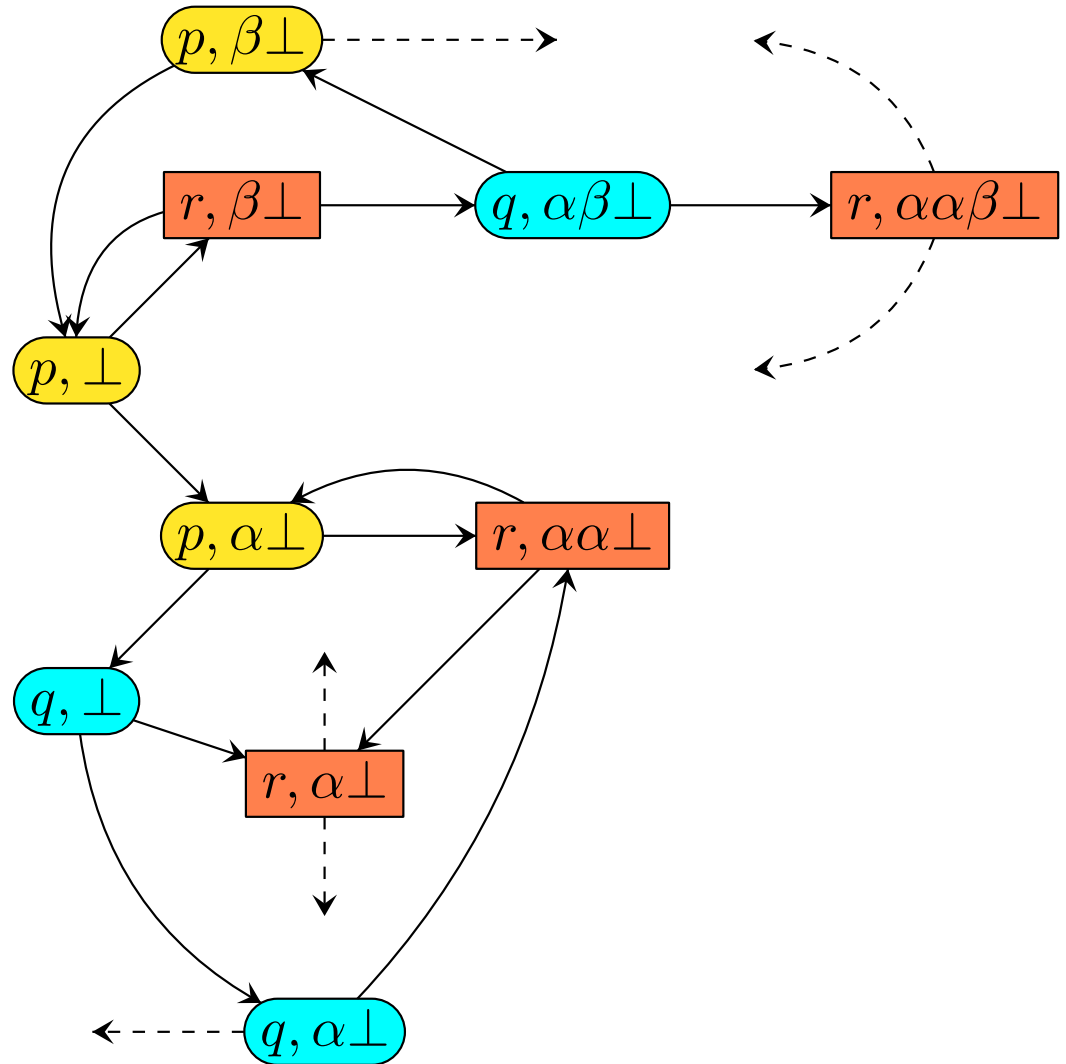 p, β⊥
r, β⊥
q, αβ⊥
r, ααβ⊥
p, ⊥
p, α⊥
r, αα⊥
q, ⊥
r, α⊥
q, α⊥